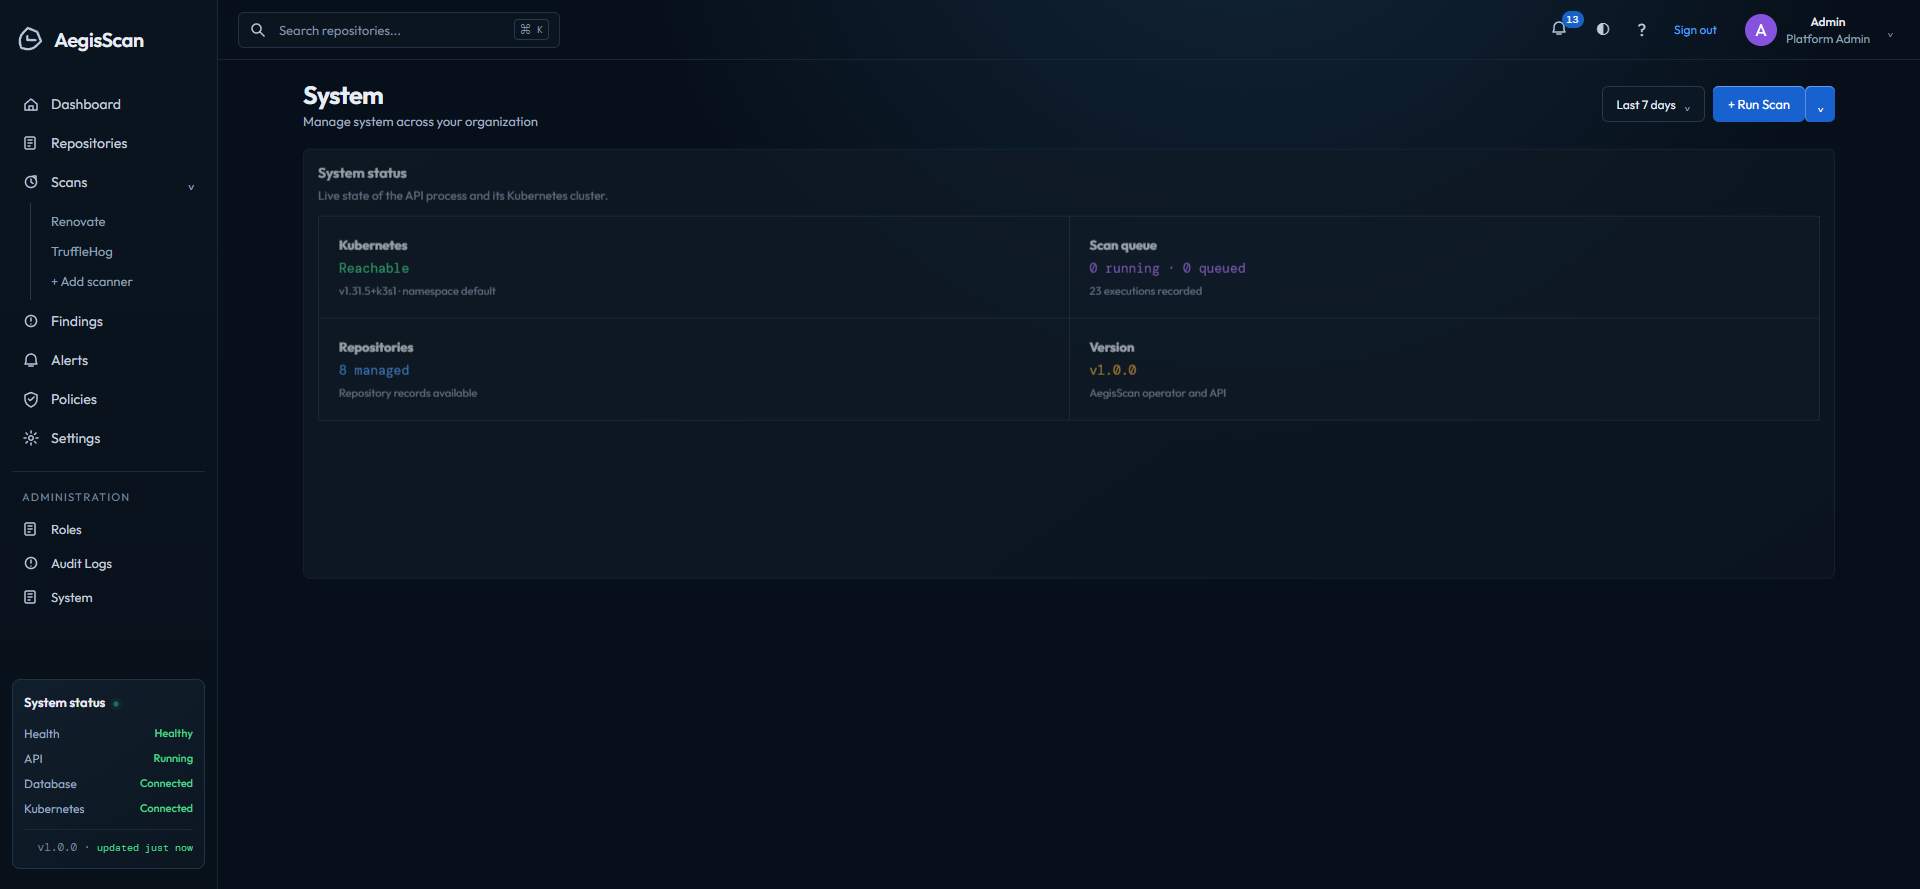 AegisScan
Search repositories...
⌘ K
13
?
Sign out
A
Admin
Platform Admin
Dashboard
Repositories
Scans
Renovate
TruffleHog
+ Add scanner
Findings
Alerts
Policies
Settings
ADMINISTRATION
Roles
Audit Logs
System
System status
Health Healthy
API Running
Database Connected
Kubernetes Connected
v1.0.0 · updated just now
System
Manage system across your organization
Last 7 days
+ Run Scan
System status
Live state of the API process and its Kubernetes cluster.
Kubernetes
Reachable
v1.31.5+k3s1 · namespace default
Scan queue
0 running · 0 queued
23 executions recorded
Repositories
8 managed
Repository records available
Version
v1.0.0
AegisScan operator and API